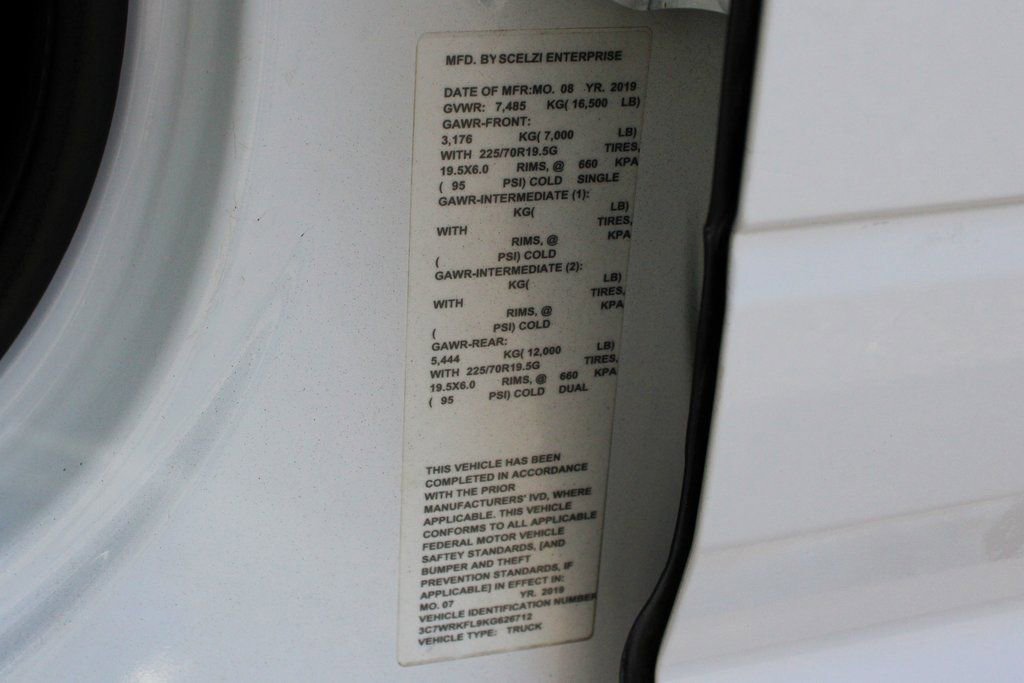 MFD. BY SCELZI ENTERPRISE
DATE OF MFR:MO. 08 YR. 2019
GVWR: 7,485 KG( 16,500 LB)
GAWR-FRONT:
3,176 KG( 7,000 LB)
WITH 225/70R19.5G TIRES,
19.5X6.0 RIMS, @ 660 KPA
( 95 PSI) COLD SINGLE
GAWR-INTERMEDIATE (1):
KG( LB)
WITH TIRES,
RIMS, @ KPA
( PSI) COLD
GAWR-INTERMEDIATE (2):
KG( LB)
WITH TIRES,
RIMS, @ KPA
( PSI) COLD
GAWR-REAR:
5,444 KG( 12,000 LB)
WITH 225/70R19.5G TIRES,
19.5X6.0 RIMS, @ 660 KPA
( 95 PSI) COLD DUAL
THIS VEHICLE HAS BEEN
COMPLETED IN ACCORDANCE
WITH THE PRIOR
MANUFACTURERS' IVD, WHERE
APPLICABLE. THIS VEHICLE
CONFORMS TO ALL APPLICABLE
FEDERAL MOTOR VEHICLE
SAFTEY STANDARDS, [AND
BUMPER AND THEFT
PREVENTION STANDARDS, IF
APPLICABLE] IN EFFECT IN:
MO. 07 YR. 2019
VEHICLE IDENTIFICATION NUMBER
3C7WRKFL9KG626712
VEHICLE TYPE: TRUCK